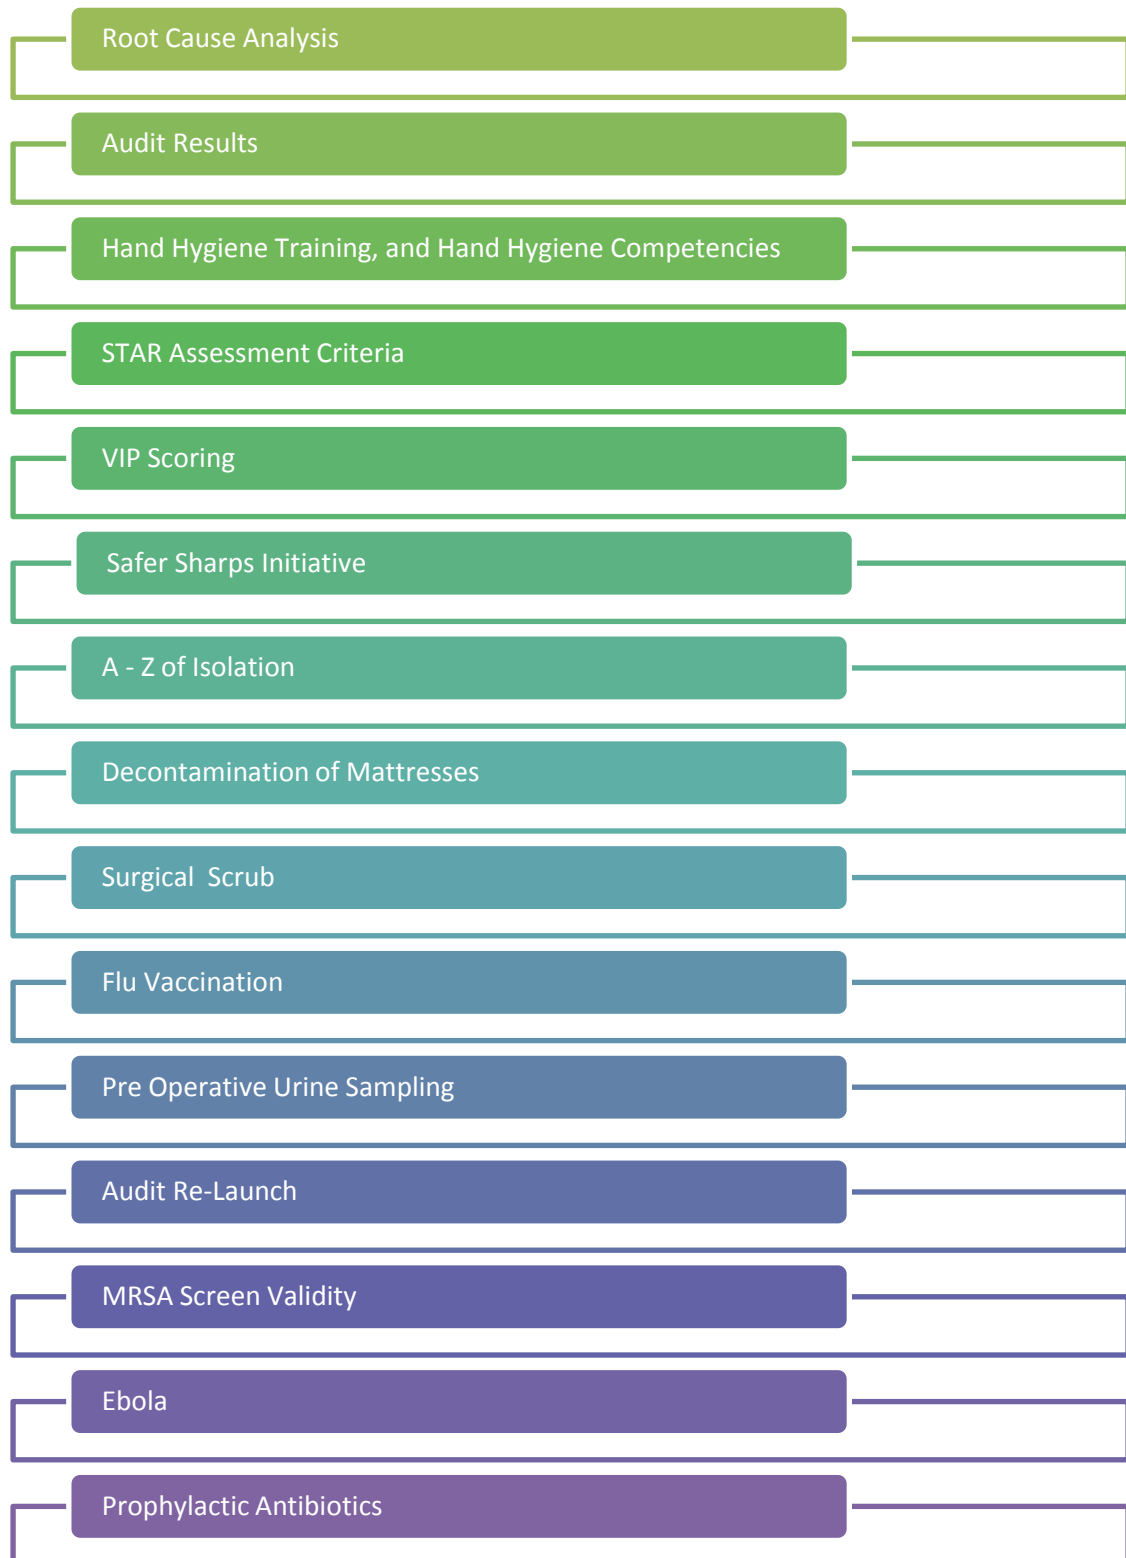 Root Cause Analysis
Audit Results
Hand Hygiene Training, and Hand Hygiene Competencies
STAR Assessment Criteria
VIP Scoring
Safer Sharps Initiative
A - Z of Isolation
Decontamination of Mattresses
Surgical  Scrub
Flu Vaccination
Pre Operative Urine Sampling
Audit Re-Launch
MRSA Screen Validity
Ebola
Prophylactic Antibiotics